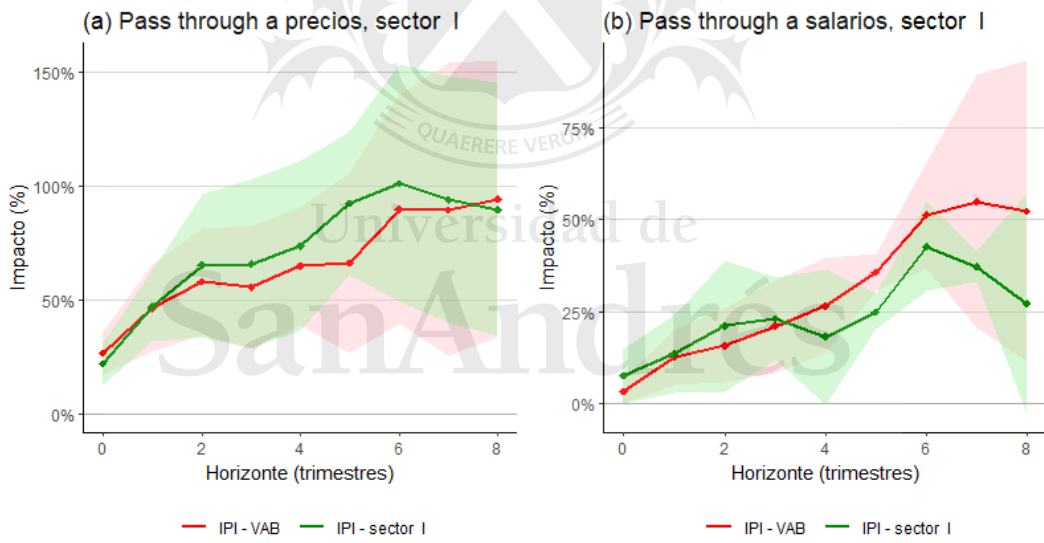 (a) Pass through a precios, sector I
150%
100%
50%
0%
Impacto (%)
0 2 4 6 8
Horizonte (trimestres)
IPI - VAB IPI - sector I
(b) Pass through a salarios, sector I
75%
50%
25%
0%
Impacto (%)
0 2 4 6 8
Horizonte (trimestres)
IPI - VAB IPI - sector I
QUAERERE VERUM
Universidad de
SanAndrés